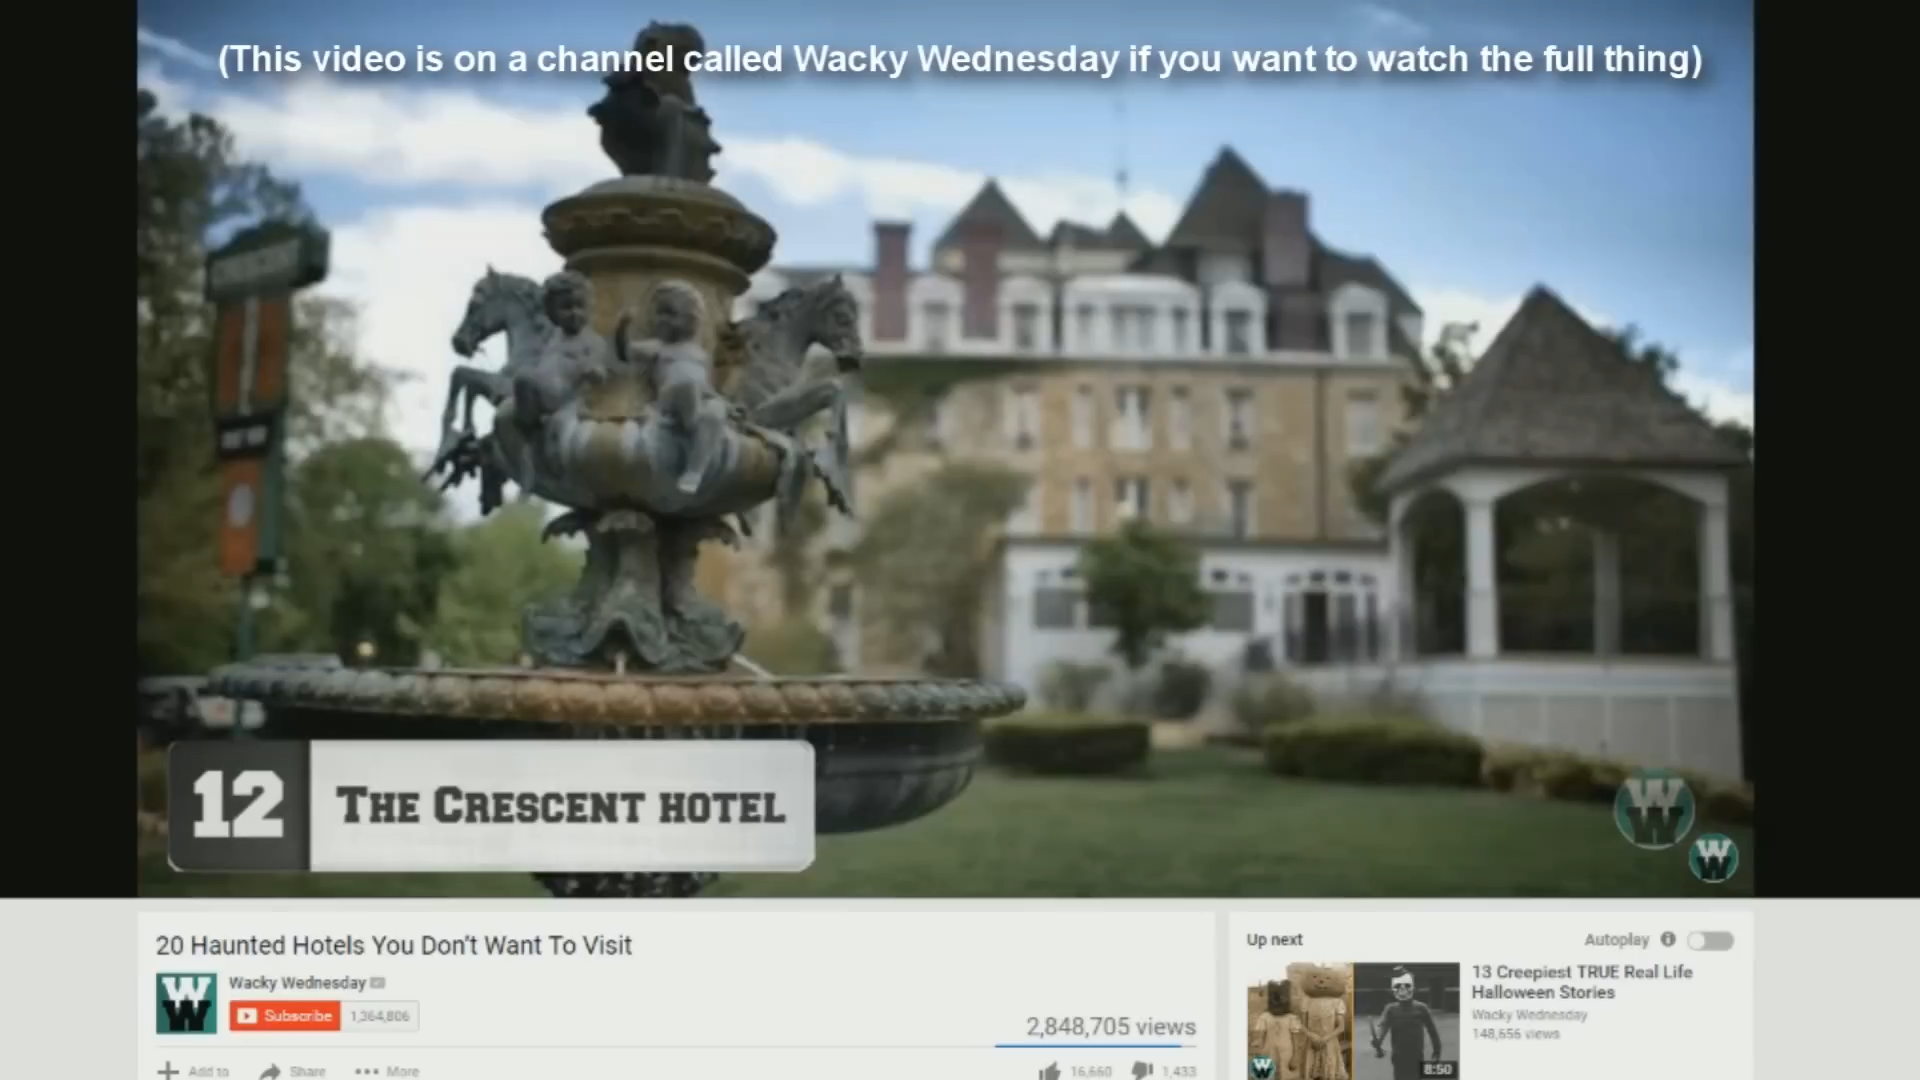 (This video is on a channel called Wacky Wednesday if you want to watch the full thing)
12 THE CRESCENT HOTEL
W
W
W
W
20 Haunted Hotels You Don't Want To Visit
W
W
Wacky Wednesday
Subscribe 1,364,806
2,848,705 views
Add to Share More
16,660 1,433
Up next Autoplay
13 Creepiest TRUE Real Life
Halloween Stories
Wacky Wednesday
148,656 views
W
8:50